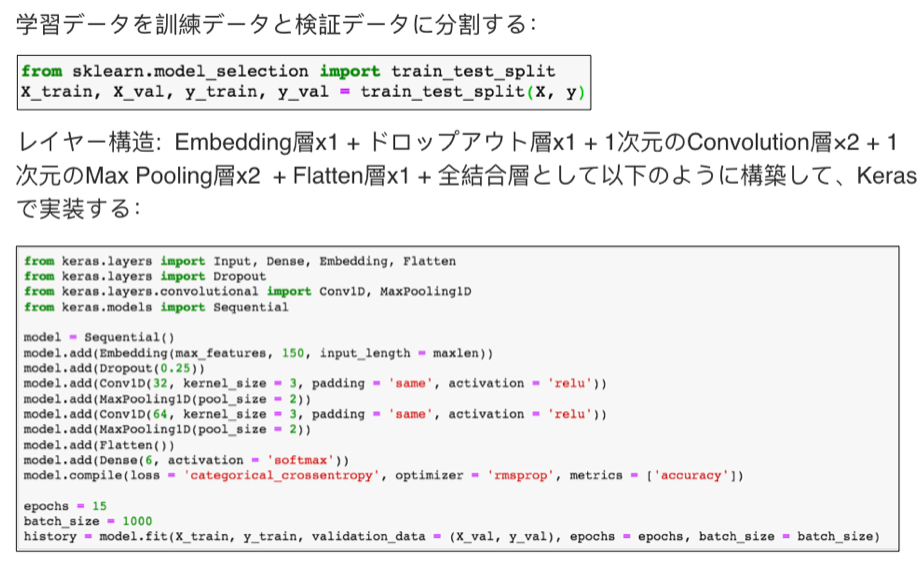 学習データを訓練データと検証データに分割する：
from sklearn.model_selection import train_test_split
X_train, X_val, y_train, y_val = train_test_split(X, y)
レイヤー構造: Embedding層x1 + ドロップアウト層x1 + 1次元のConvolution層×2 + 1
次元のMax Pooling層x2 + Flatten層x1 + 全結合層として以下のように構築して、Keras
で実装する：
from keras.layers import Input, Dense, Embedding, Flatten
from keras.layers import Dropout
from keras.layers.convolutional import Conv1D, MaxPooling1D
from keras.models import Sequential
model = Sequential()
model.add(Embedding(max_features, 150, input_length = maxlen))
model.add(Dropout(0.25))
model.add(Conv1D(32, kernel_size = 3, padding = 'same', activation = 'relu'))
model.add(MaxPooling1D(pool_size = 2))
model.add(Conv1D(64, kernel_size = 3, padding = 'same', activation = 'relu'))
model.add(MaxPooling1D(pool_size = 2))
model.add(Flatten())
model.add(Dense(6, activation = 'softmax'))
model.compile(loss = 'categorical_crossentropy', optimizer = 'rmsprop', metrics = ['accuracy'])
epochs = 15
batch_size = 1000
history = model.fit(X_train, y_train, validation_data = (X_val, y_val), epochs = epochs, batch_size = batch_size)